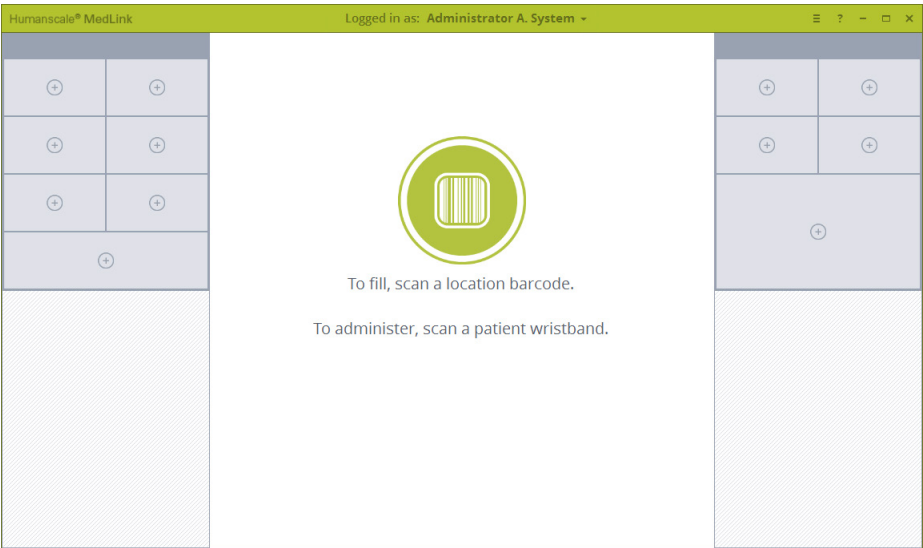 Humanscale® MedLink
Logged in as: Administrator A. System
?
To fill, scan a location barcode.
To administer, scan a patient wristband.